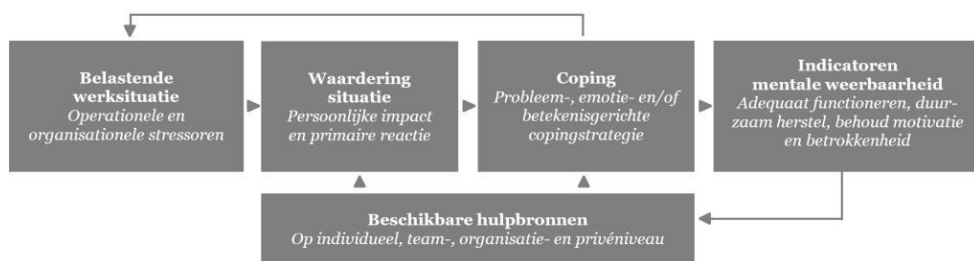 Belastende
werksituatie
Operationele en
organisationele stressoren
Waardering
situatie
Persoonlijke impact
en primaire reactie
Coping
Probleem-, emotie- en/of
betekenisgerichte
copingstrategie
Indicatoren
mentale weerbaarheid
Adequaat functioneren, duur-
zaam herstel, behoud motivatie
en betrokkenheid
Beschikbare hulpbronnen
Op individueel, team-, organisatie- en privéniveau